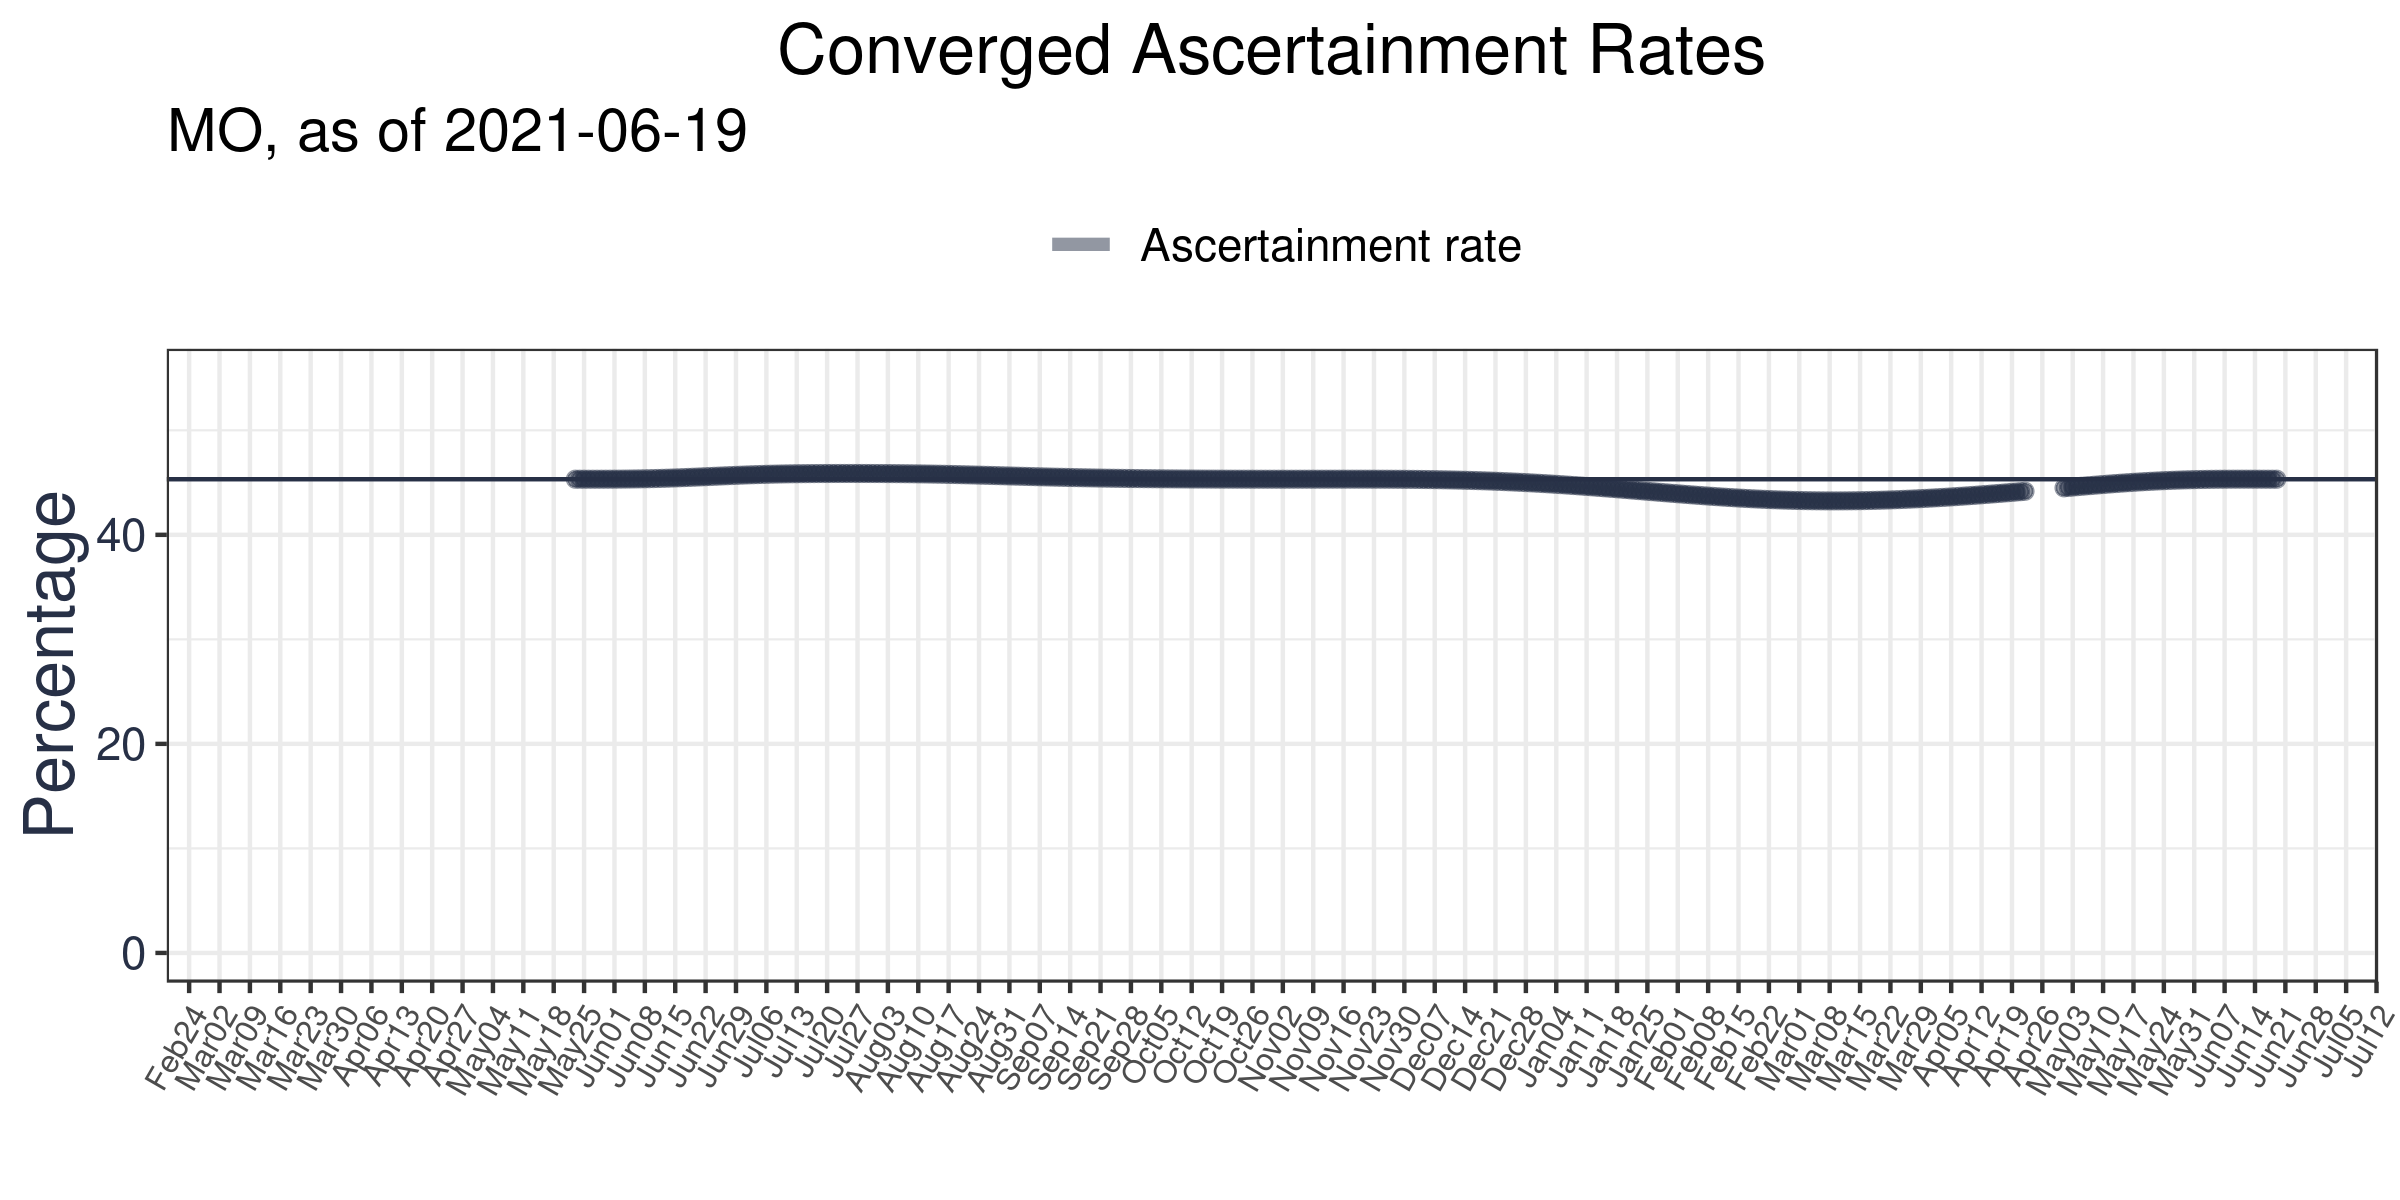 Converged Ascertainment Rates
MO, as of 2021-06-19
Ascertainment rate
Percentage
40
20
0
Feb24
Mar02
Mar09
Mar16
Mar23
Mar30
Apr06
Apr13
Apr20
Apr27
May04
May11
May18
May25
Jun01
Jun08
Jun15
Jun22
Jun29
Jul06
Jul13
Jul20
Jul27
Aug03
Aug10
Aug17
Aug24
Aug31
Sep07
Sep14
Sep21
Sep28
Oct05
Oct12
Oct19
Oct26
Nov02
Nov09
Nov16
Nov23
Nov30
Dec07
Dec14
Dec21
Dec28
Jan04
Jan11
Jan18
Jan25
Feb01
Feb08
Feb15
Feb22
Mar01
Mar08
Mar15
Mar22
Mar29
Apr05
Apr12
Apr19
Apr26
May03
May10
May17
May24
May31
Jun07
Jun14
Jun21
Jun28
Jul05
Jul12